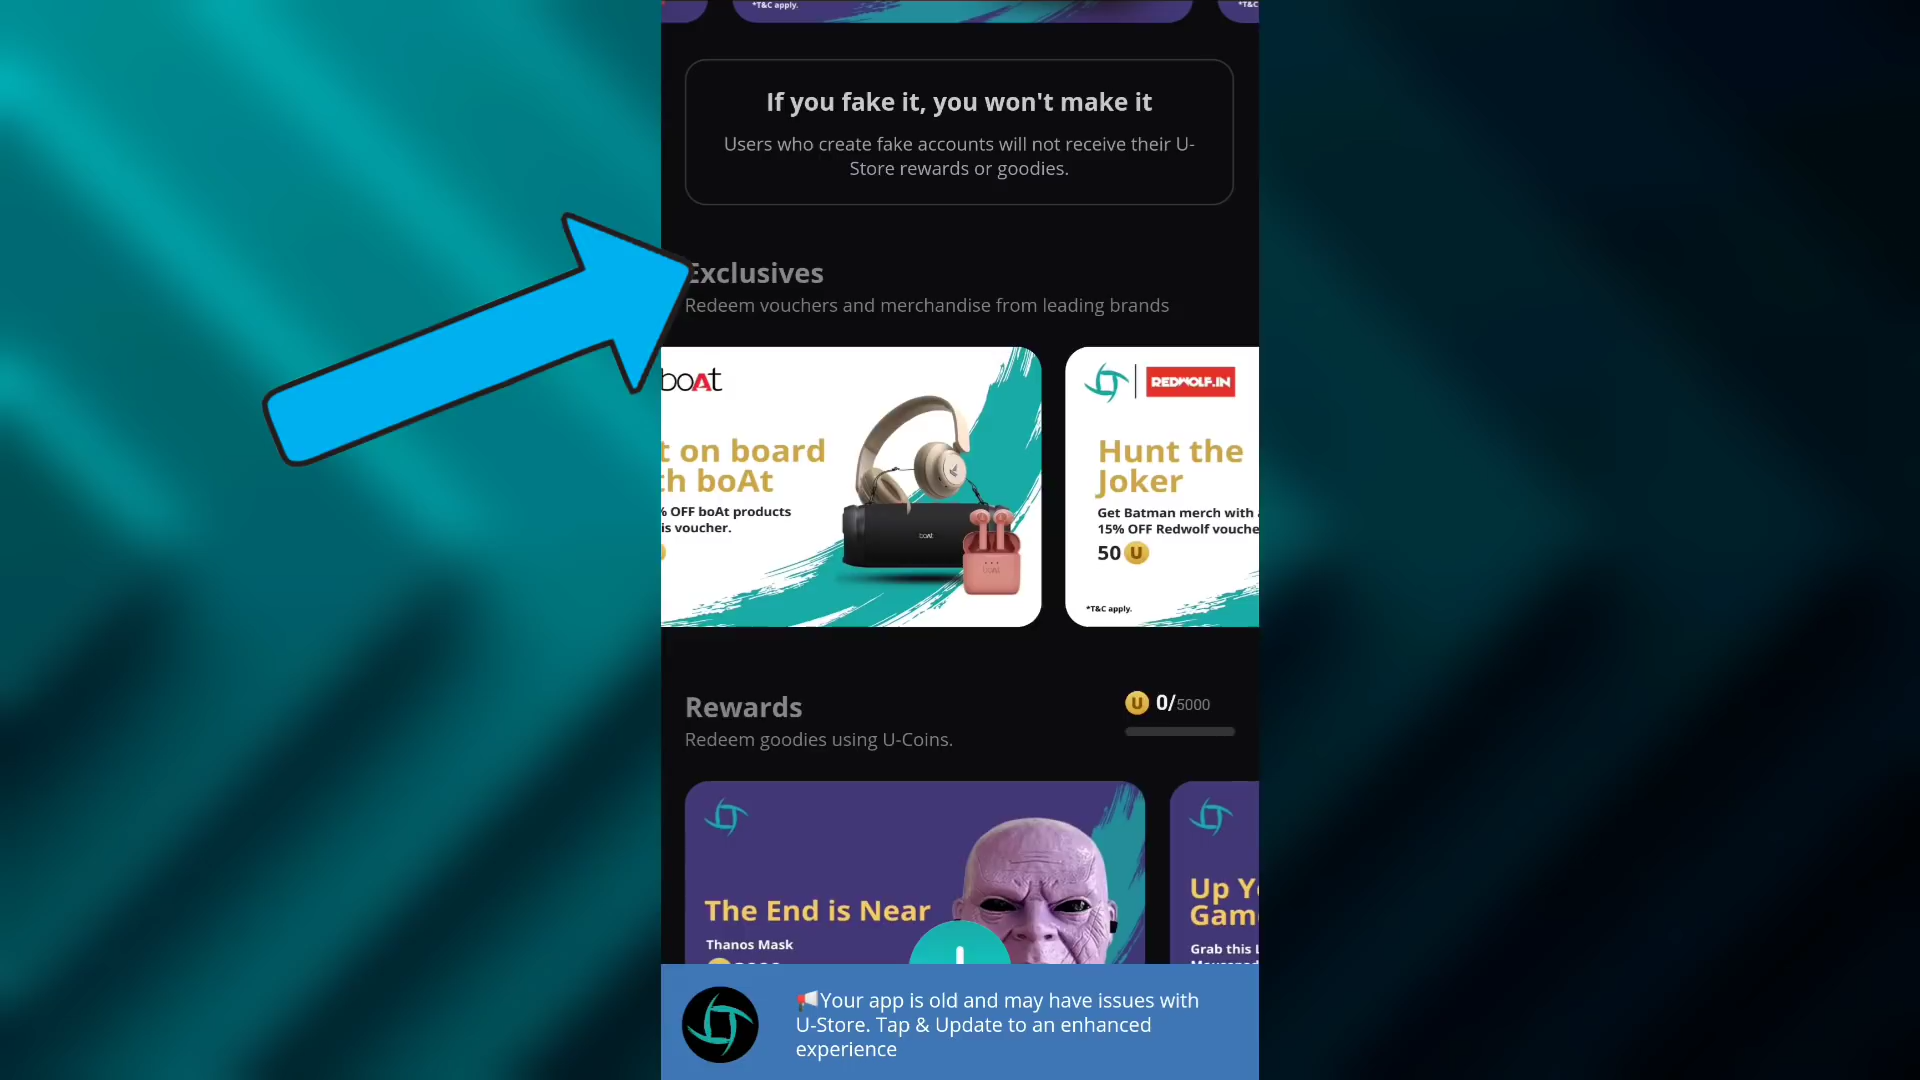 *T&C apply.
*T&C
If you fake it, you won't make it
Users who create fake accounts will not receive their U-
Store rewards or goodies.
Exclusives
Redeem vouchers and merchandise from leading brands
boAt
t on board
th boAt
% OFF boAt products
is voucher.
boAt
REDWOLF.IN
Hunt the
Joker
Get Batman merch with
15% OFF Redwolf vouche
50 U
*T&C apply.
Rewards
U 0/5000
Redeem goodies using U-Coins.
The End is Near
Thanos Mask
Up Y
Gam
Grab this
📢Your app is old and may have issues with
U-Store. Tap & Update to an enhanced
experience